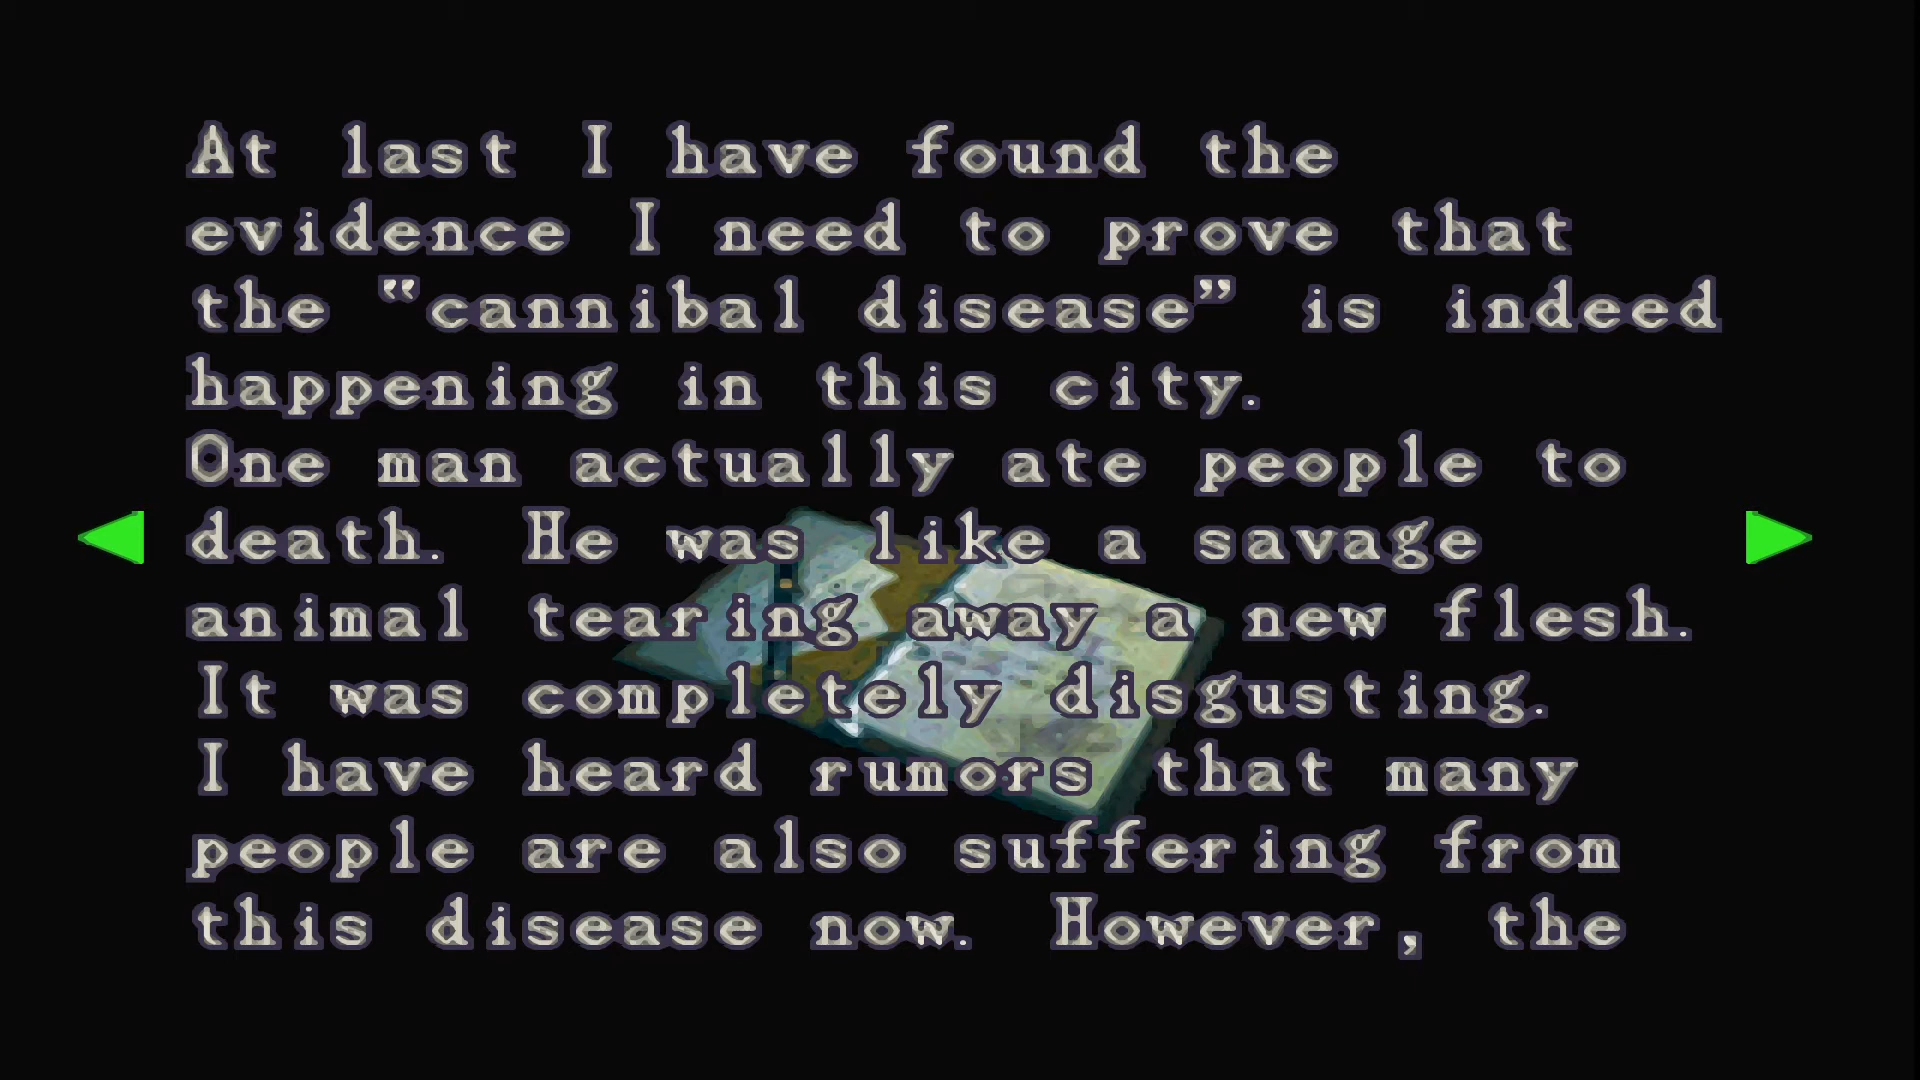 At last I have found the
evidence I need to prove that
the "cannibal disease" is indeed
happening in this city.
One man actually ate people to
death. He was like a savage
animal tearing away a new flesh.
It was completely disgusting.
I have heard rumors that many
people are also suffering from
this disease now. However, the